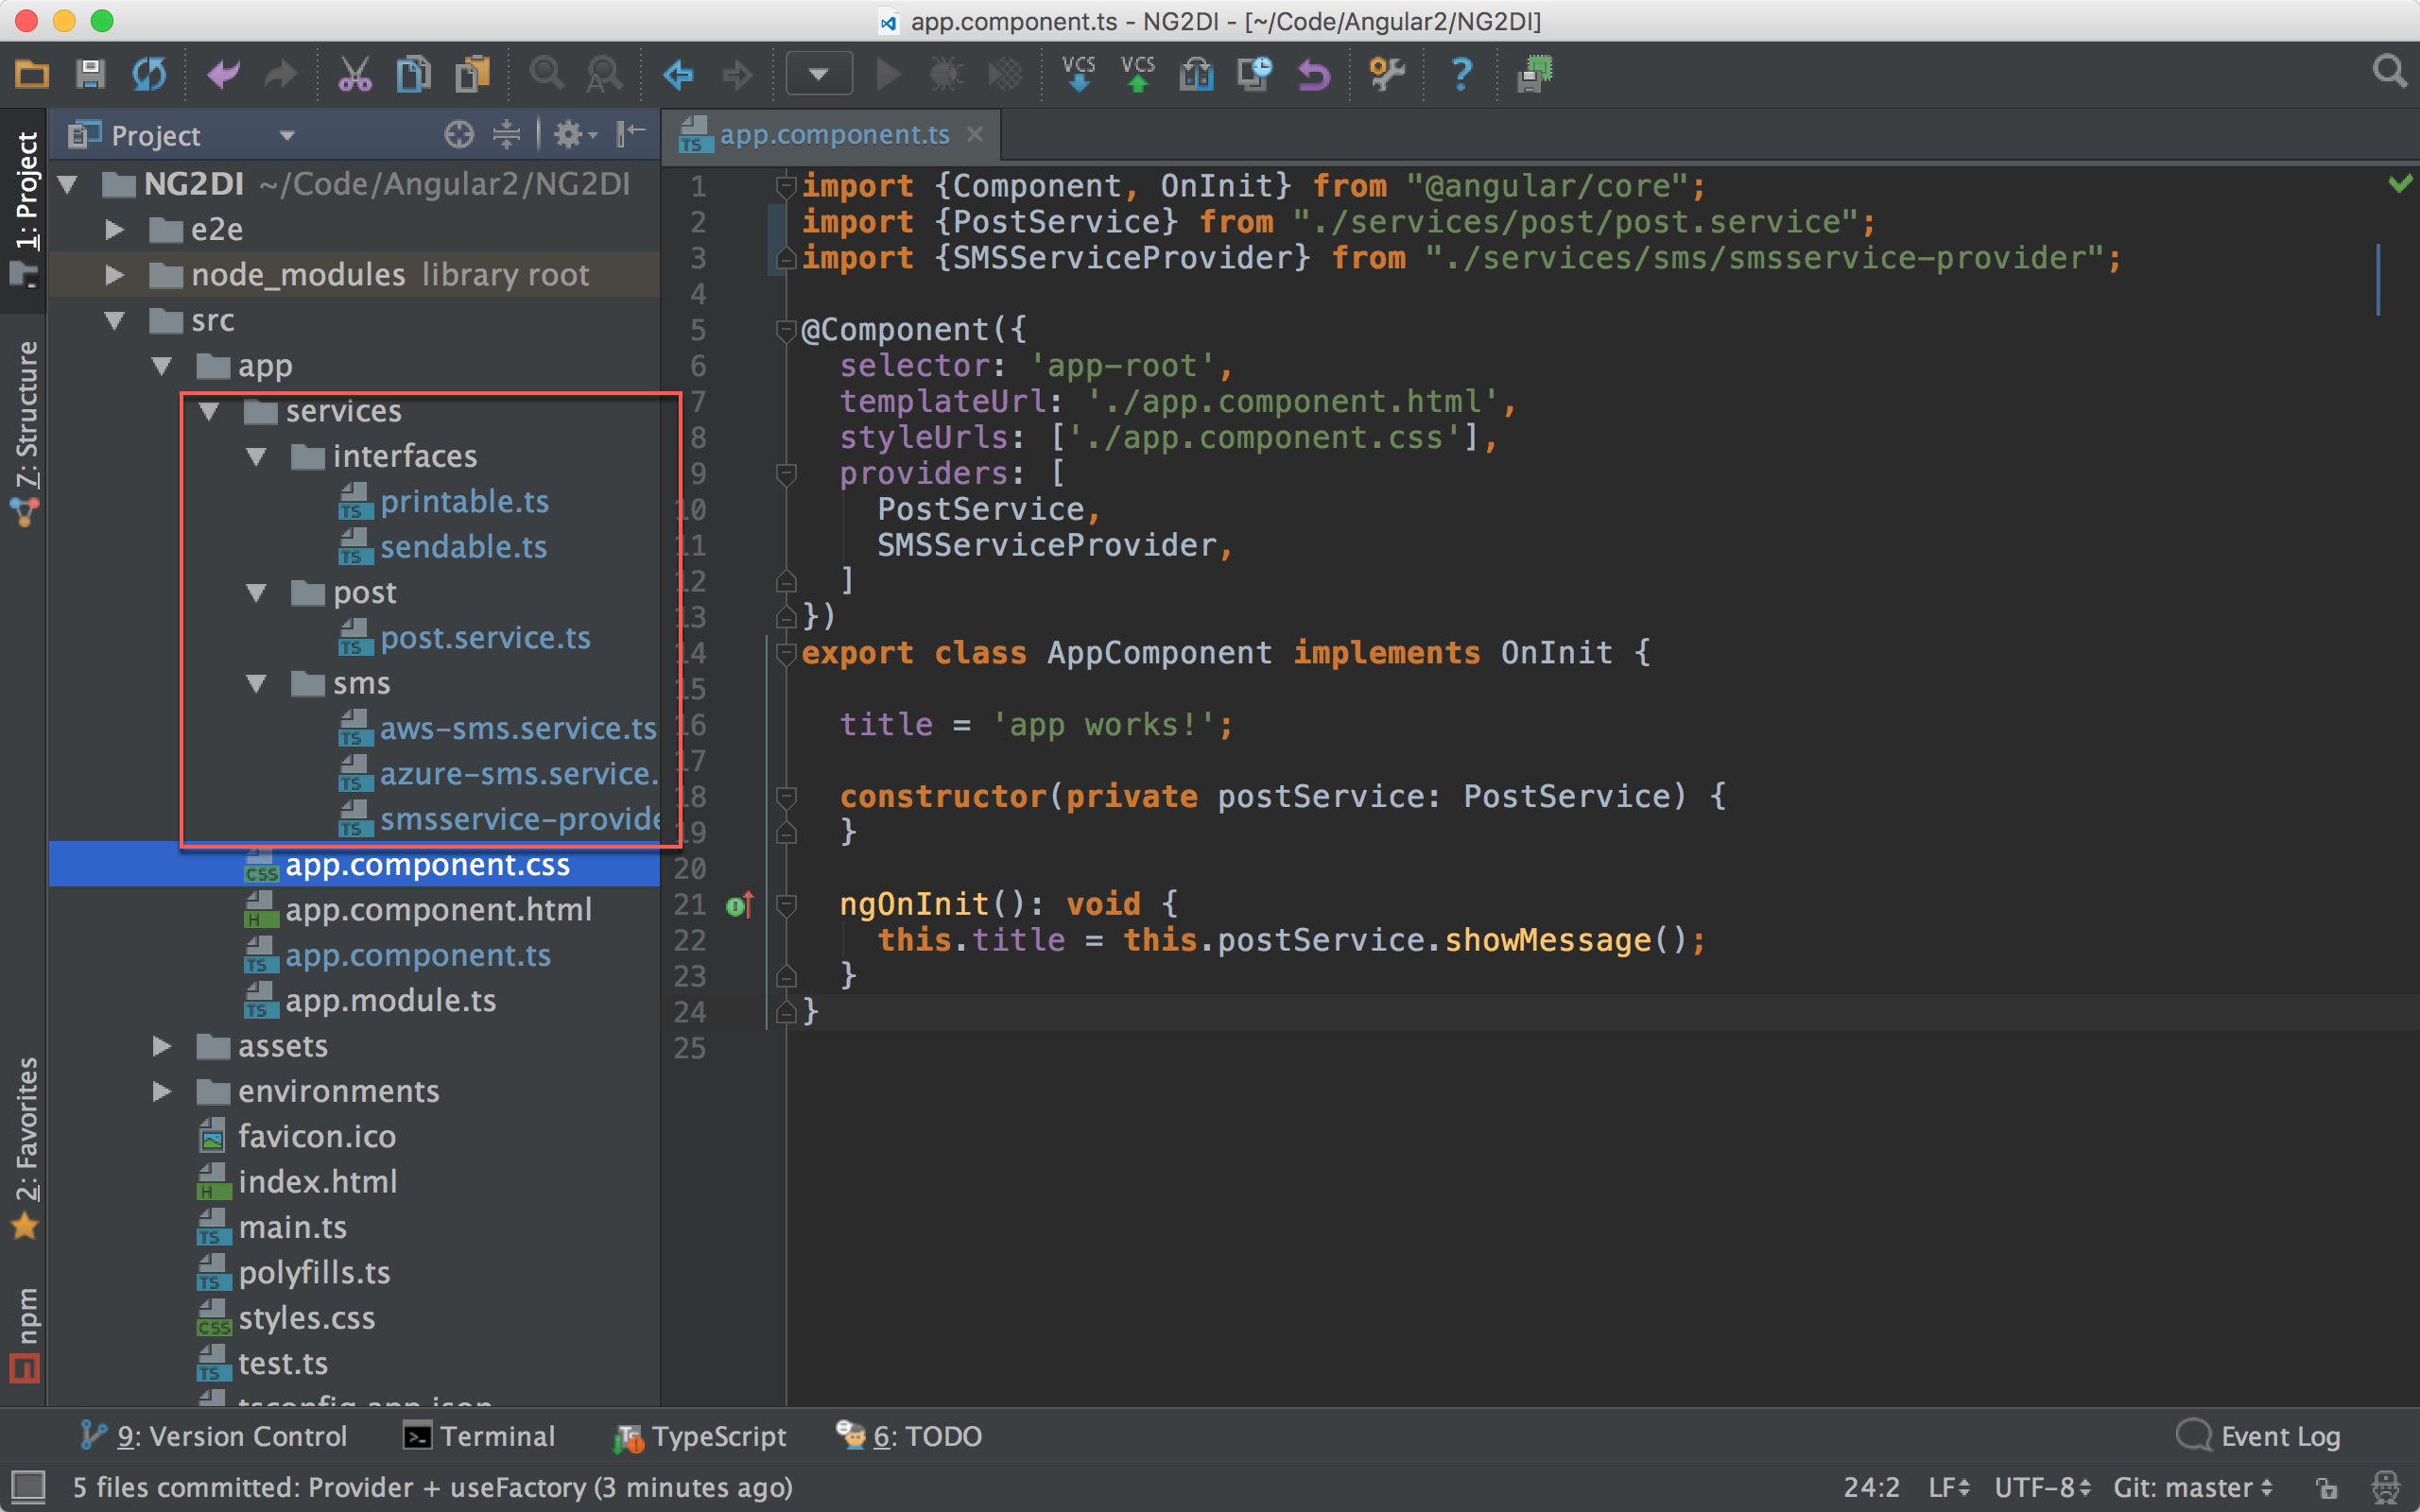 app.component.ts - NG2DI - [~/Code/Angular2/NG2DI]
VCS VCS
1: Project
7: Structure
2: Favorites
npm
Project
NG2DI ~/Code/Angular2/NG2DI
e2e
node_modules library root
src
app
services
interfaces
printable.ts
sendable.ts
post
post.service.ts
sms
aws-sms.service.ts
azure-sms.service.
smsservice-provide
app.component.css
app.component.html
app.component.ts
app.module.ts
assets
environments
favicon.ico
index.html
main.ts
polyfills.ts
styles.css
test.ts
tsconfig.app.json
app.component.ts
1 import {Component, OnInit} from "@angular/core";
2 import {PostService} from "./services/post/post.service";
3 import {SMSServiceProvider} from "./services/sms/smsservice-provider";
4
5 @Component({
6 selector: 'app-root',
7 templateUrl: './app.component.html',
8 styleUrls: ['./app.component.css'],
9 providers: [
10 PostService,
11 SMSServiceProvider,
12 ]
13 })
14 export class AppComponent implements OnInit {
15
16 title = 'app works!';
17
18 constructor(private postService: PostService) {
19 }
20
21 ngOnInit(): void {
22 this.title = this.postService.showMessage();
23 }
24 }
25
9: Version Control Terminal TypeScript 6: TODO Event Log
5 files committed: Provider + useFactory (3 minutes ago) 24:2 LF UTF-8 Git: master